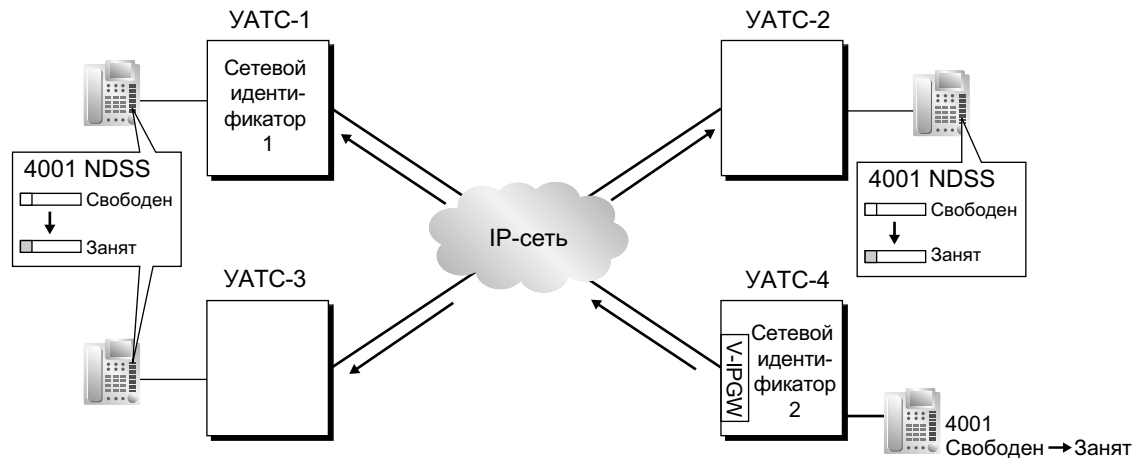 УАТС-1
УАТС-2
Сетевой
иденти-
фикатор
1
4001 NDSS
Свободен
Занят
4001 NDSS
Свободен
Занят
IP-сеть
УАТС-3
УАТС-4
V-IPGW
Сетевой
иденти-
фикатор
2
4001
Свободен → Занят